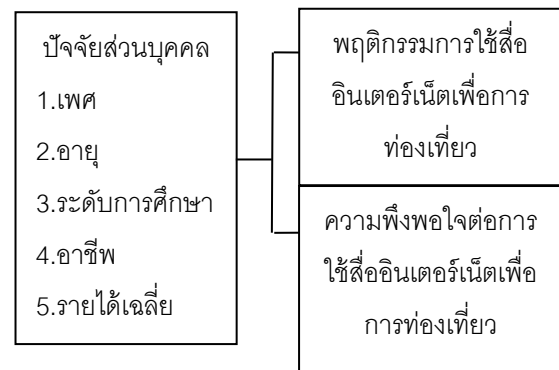 ปัจจัยส่วนบุคคล
1.เพศ
2.อายุ
3.ระดับการศึกษา
4.อาชีพ
5.รายได้เฉลี่ย
พฤติกรรมการใช้สื่อ
อินเตอร์เน็ตเพื่อการ
ท่องเที่ยว
ความพึงพอใจต่อการ
ใช้สื่ออินเตอร์เน็ตเพื่อ
การท่องเที่ยว